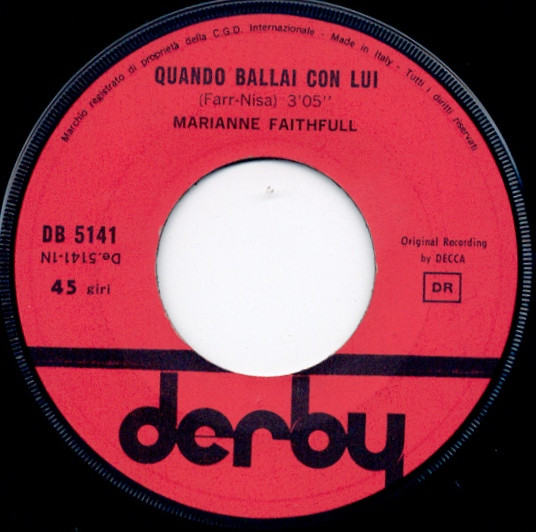 Marchio registrato di proprietà della C.G.D. Internazionale - Made in Italy - Tutti i diritti riservati
QUANDO BALLAI CON LUI
(Farr-Nisa) 3'05''
MARIANNE FAITHFULL
DB 5141
De.5141-1N
45 giri
Original Recording
by DECCA
DR
derby